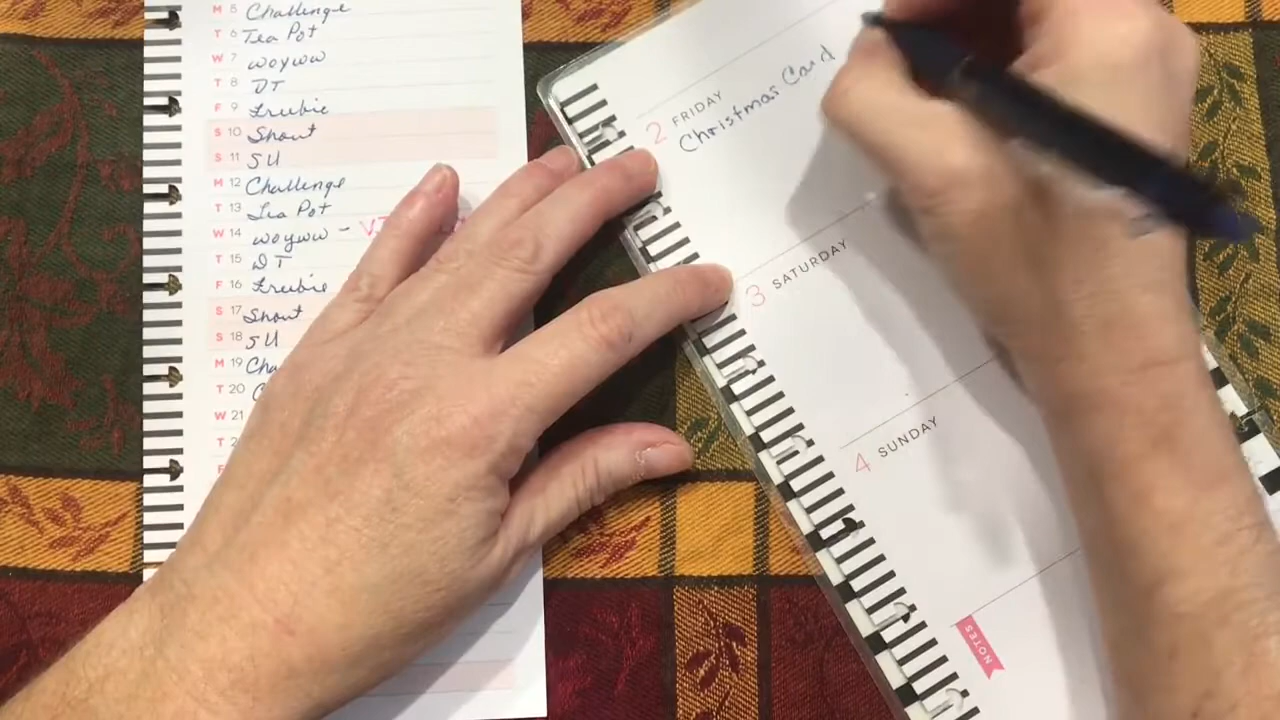 M 5 Challenge
T 6 Tea Pot
W 7 woyww
T 8 DT
F 9 Freebie
S 10 Shout
S 11 SU
M 12 Challenge
T 13 Tea Pot
W 14 woyww -
T 15 DT
F 16 Freebie
S 17 Shout
S 18 SU
M 19 Cha
T 20
W 21
T 2
2 FRIDAY
Christmas Card
3 SATURDAY
4 SUNDAY
NOTES